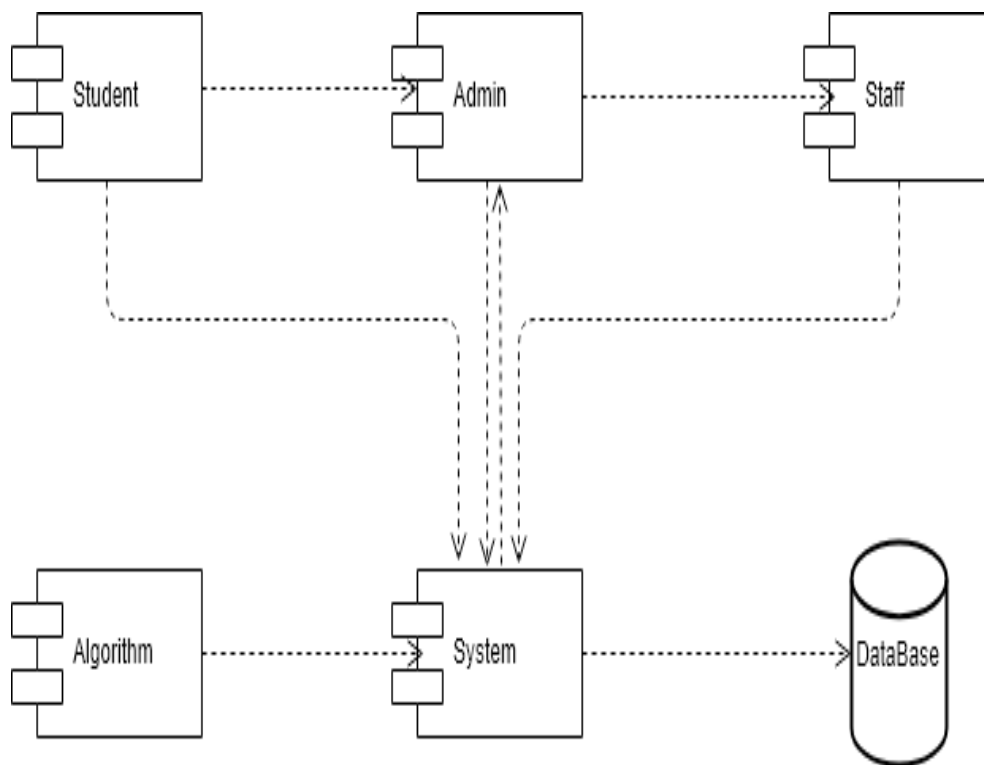 Student
Admin
Staff
Algorithm
System
DataBase